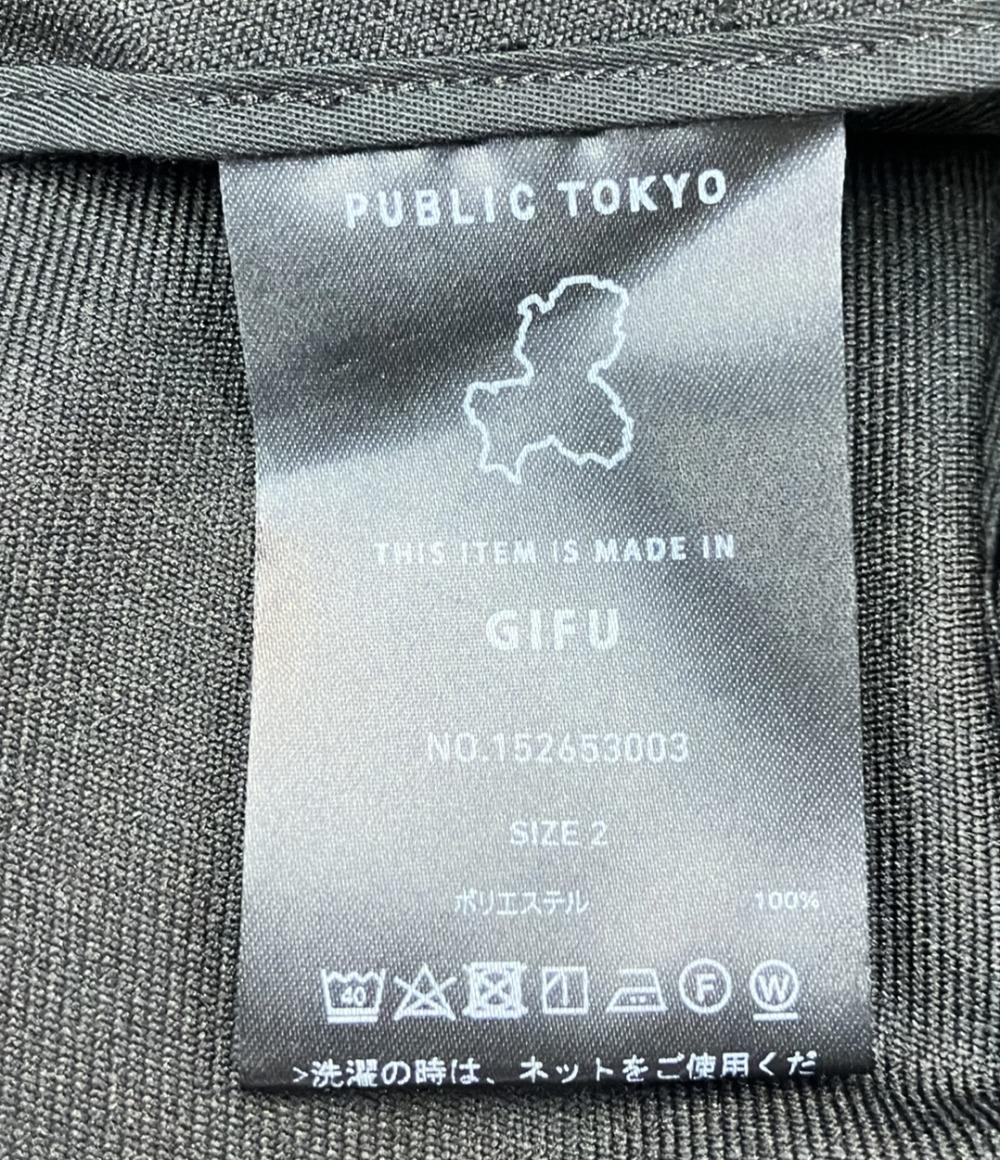 PUBLIC TOKYO
THIS ITEM IS MADE IN
GIFU
NO.152653003
SIZE 2
ポリエステル 100%
40 F W
>洗濯の時は、ネットをご使用くだ